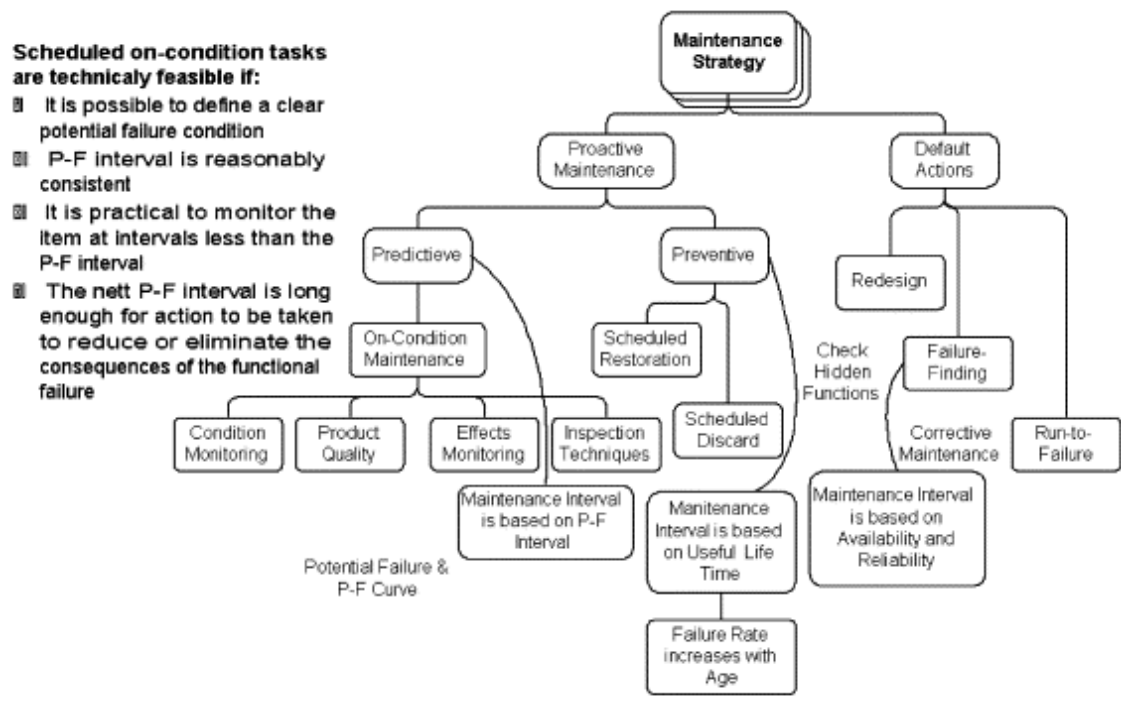 Scheduled on-condition tasks
are technicaly feasible if:
It is possible to define a clear
potential failure condition
P-F interval is reasonably
consistent
It is practical to monitor the
item at intervals less than the
P-F interval
The nett P-F interval is long
enough for action to be taken
to reduce or eliminate the
consequences of the functional
failure
Maintenance
Strategy
Proactive
Maintenance
Default
Actions
Predictieve
Preventive
Redesign
On-Condition
Maintenance
Scheduled
Restoration
Check
Hidden
Functions
Failure-
Finding
Condition
Monitoring
Product
Quality
Effects
Monitoring
Inspection
Techniques
Scheduled
Discard
Corrective
Maintenance
Run-to-
Failure
Maintenance Interval
is based on P-F
Interval
Manitenance
Interval is based
on Useful Life
Time
Maintenance Interval
is based on
Availability and
Reliability
Potential Failure &
P-F Curve
Failure Rate
increases with
Age